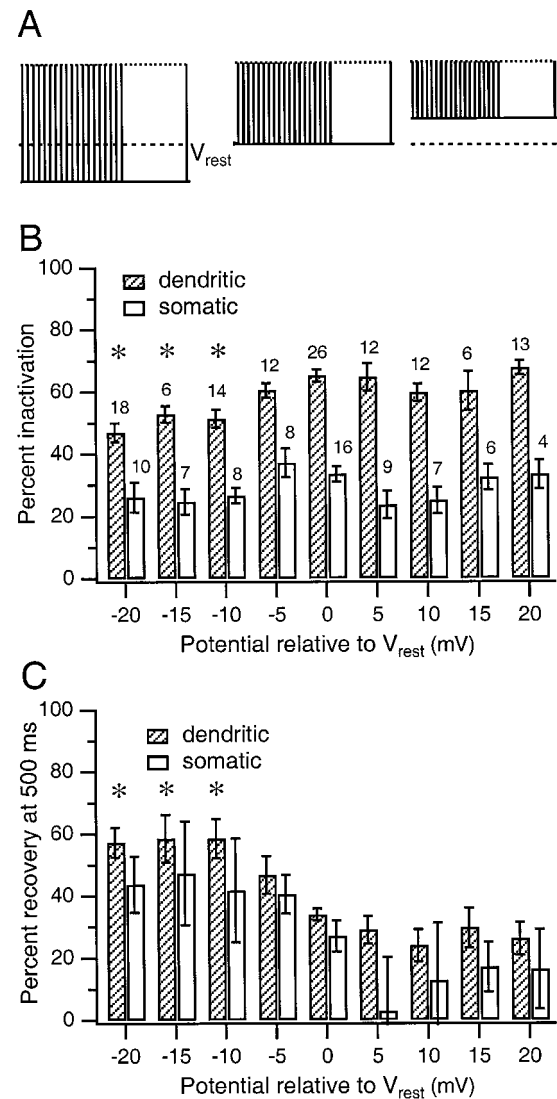 A
Vrest
B
100
80
60
40
20
0
Percent inactivation
dendritic
somatic
* * *
18 10 6 7 14 8 12 8 26 16 12 9 12 7 6 6 13 4
-20 -15 -10 -5 0 5 10 15 20
Potential relative to Vrest (mV)
C
100
80
60
40
20
0
Percent recovery at 500 ms
dendritic
somatic
* * *
-20 -15 -10 -5 0 5 10 15 20
Potential relative to Vrest (mV)